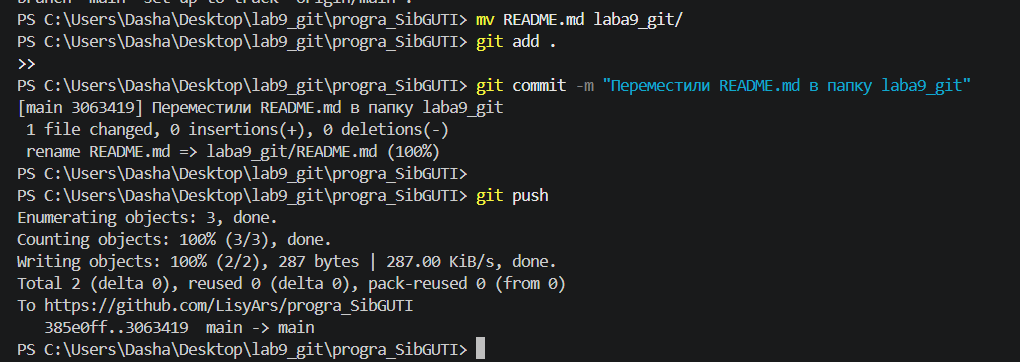 PS C:\Users\Dasha\Desktop\lab9_git\progra_SibGUTI> mv README.md laba9_git/
PS C:\Users\Dasha\Desktop\lab9_git\progra_SibGUTI> git add .
>>
PS C:\Users\Dasha\Desktop\lab9_git\progra_SibGUTI> git commit -m "Переместили README.md в папку laba9_git"
[main 3063419] Переместили README.md в папку laba9_git
 1 file changed, 0 insertions(+), 0 deletions(-)
 rename README.md => laba9_git/README.md (100%)
PS C:\Users\Dasha\Desktop\lab9_git\progra_SibGUTI>
PS C:\Users\Dasha\Desktop\lab9_git\progra_SibGUTI> git push
Enumerating objects: 3, done.
Counting objects: 100% (3/3), done.
Writing objects: 100% (2/2), 287 bytes | 287.00 KiB/s, done.
Total 2 (delta 0), reused 0 (delta 0), pack-reused 0 (from 0)
To https://github.com/LisyArs/progra_SibGUTI
   385e0ff..3063419  main -> main
PS C:\Users\Dasha\Desktop\lab9_git\progra_SibGUTI>